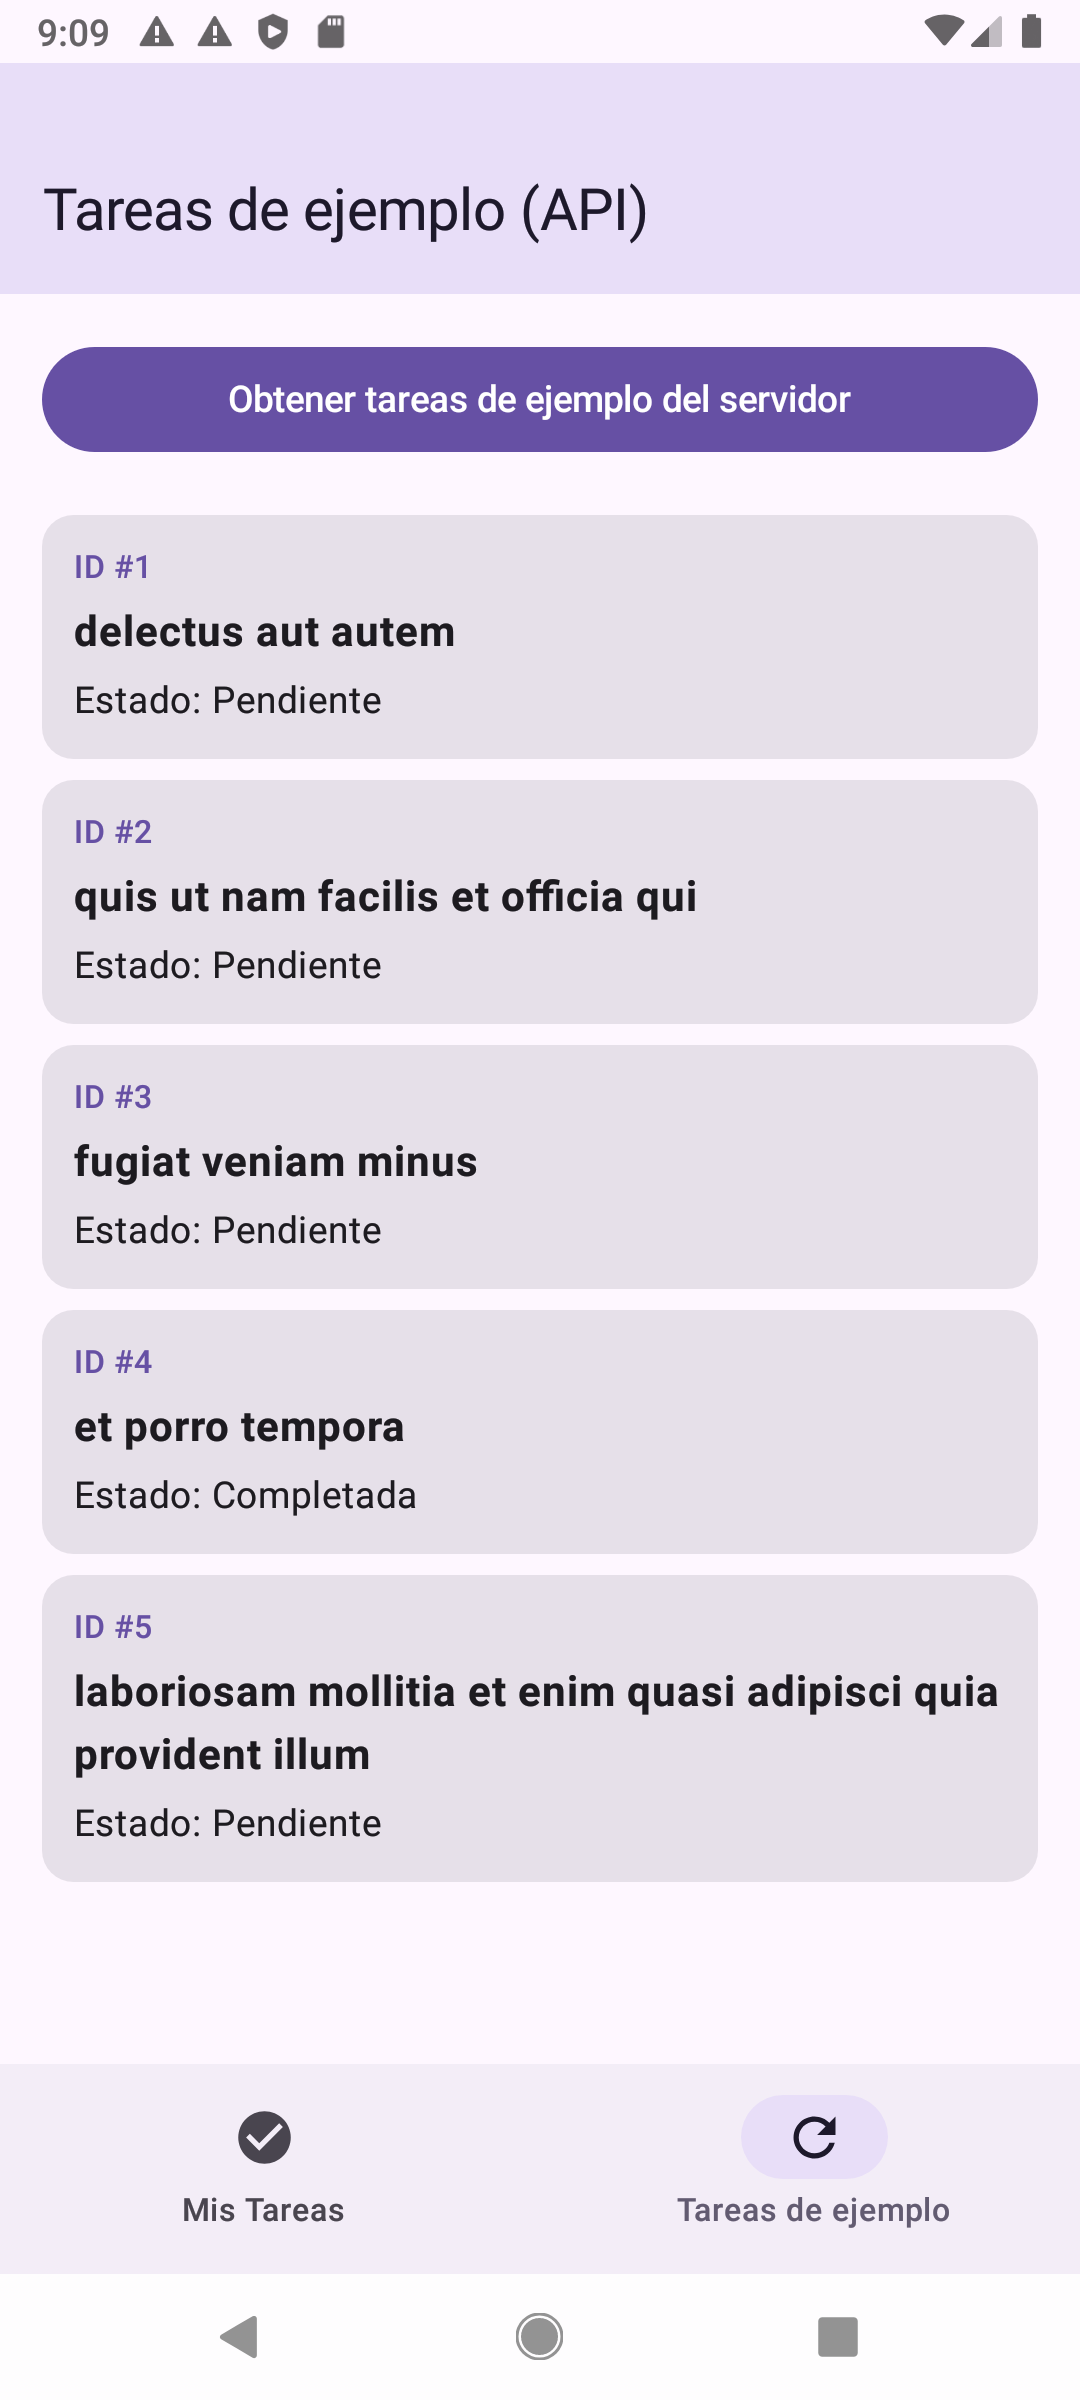 9:09
Tareas de ejemplo (API)
Obtener tareas de ejemplo del servidor
ID #1
delectus aut autem
Estado: Pendiente
ID #2
quis ut nam facilis et officia qui
Estado: Pendiente
ID #3
fugiat veniam minus
Estado: Pendiente
ID #4
et porro tempora
Estado: Completada
ID #5
laboriosam mollitia et enim quasi adipisci quia
provident illum
Estado: Pendiente
Mis Tareas
Tareas de ejemplo